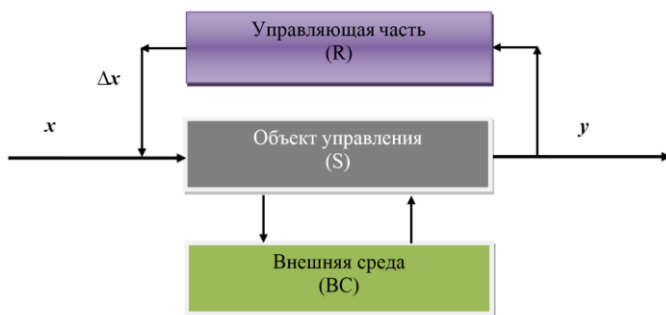 Управляющая часть
(R)
Δx
x
Объект управления
(S)
y
Внешняя среда
(ВС)